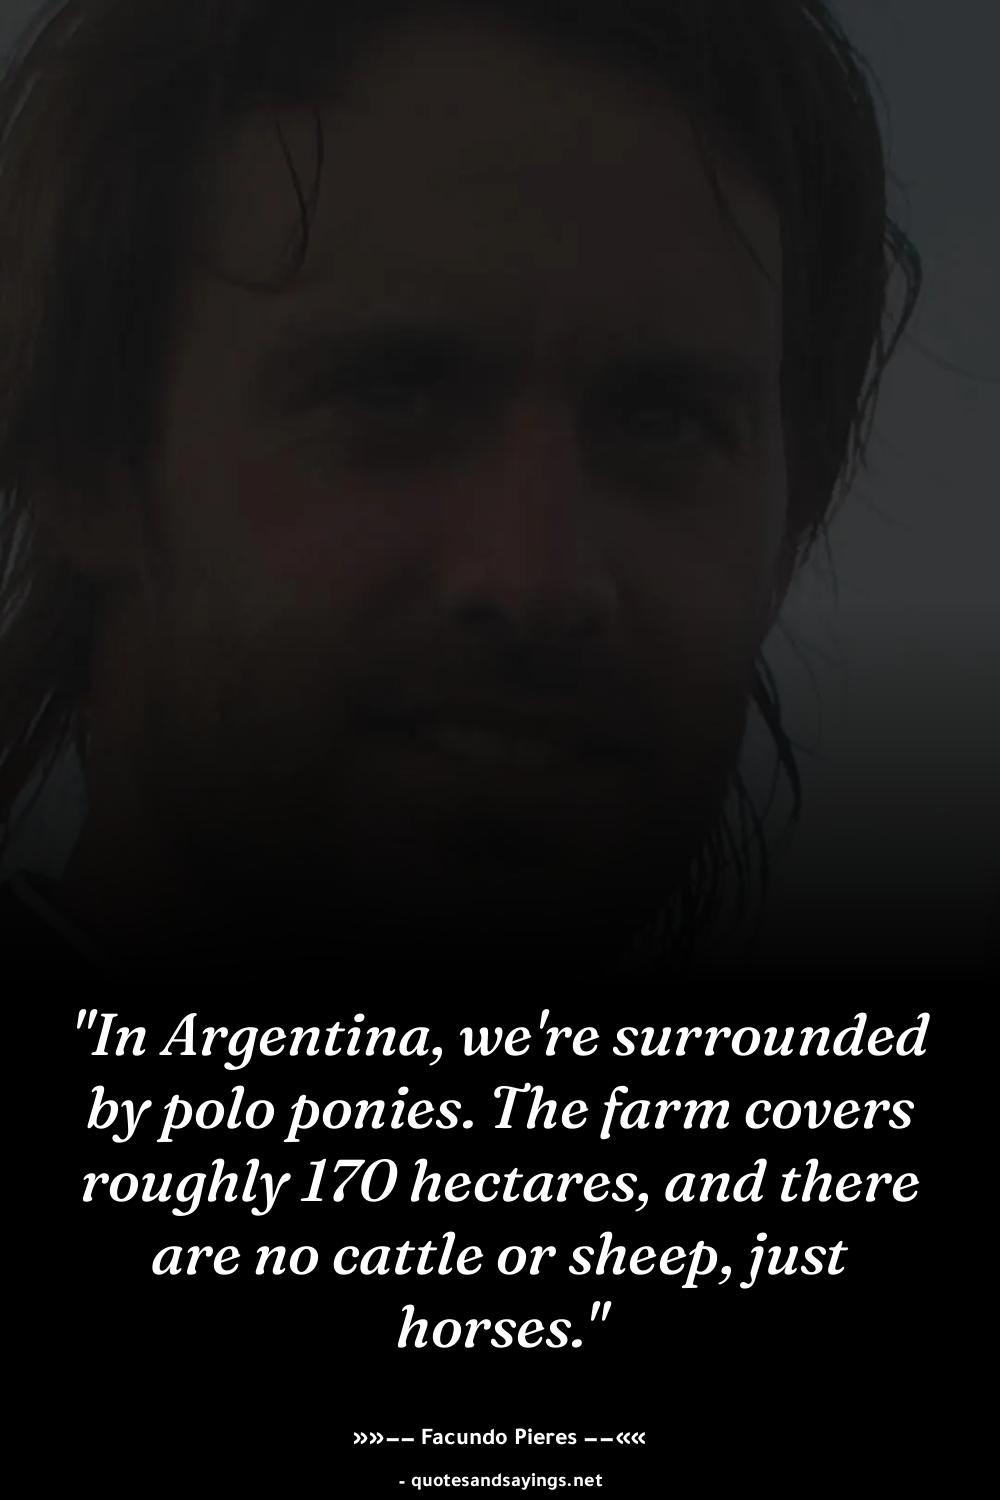 "In Argentina, we're surrounded
by polo ponies. The farm covers
roughly 170 hectares, and there
are no cattle or sheep, just
horses."
»»−− Facundo Pieres −−««
- quotesandsayings.net